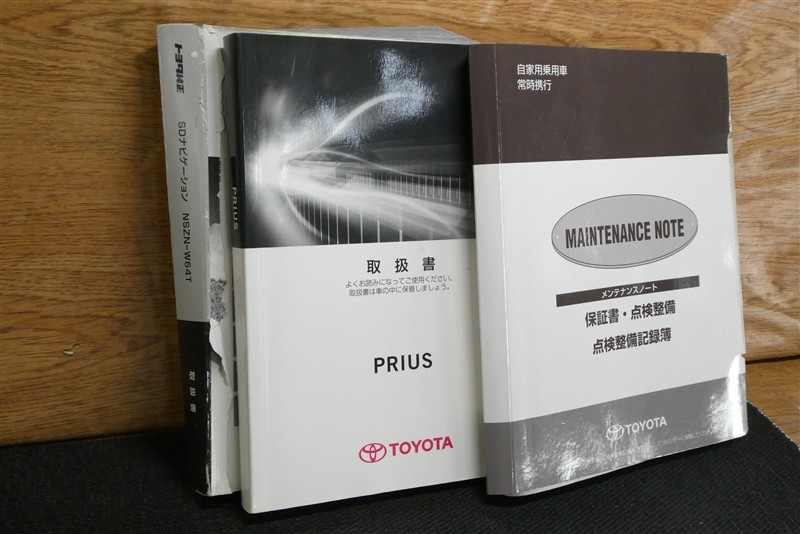 トヨタ純正
SDナビゲーション NSZN-W64T
取扱書
PRIUS
取扱書
よくお読みになってご使用ください。
取扱書は車の中に保管しましょう。
PRIUS
TOYOTA
自家用乗用車
常時携行
MAINTENANCE NOTE
メンテナンスノート
保証書・点検整備
点検整備記録簿
TOYOTA